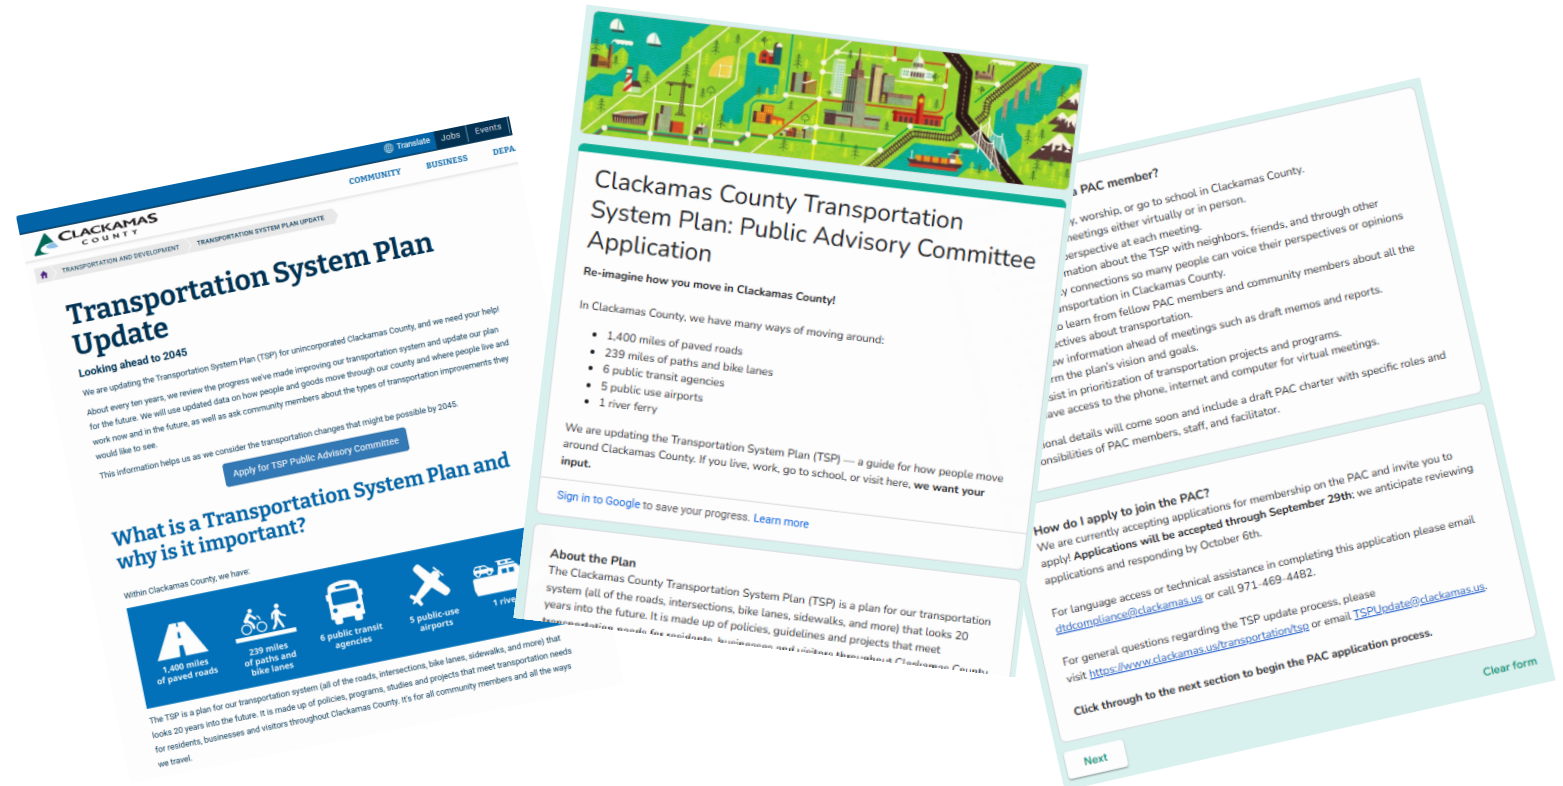 Translate
Jobs
Events
CLACKAMAS
COUNTY
COMMUNITY
BUSINESS
DEPA
TRANSPORTATION AND DEVELOPMENT
TRANSPORTATION SYSTEM PLAN UPDATE
Transportation System Plan
Update
Looking ahead to 2045
We are updating the Transportation System Plan (TSP) for unincorporated Clackamas County, and we need your help!
About every ten years, we review the progress we've made improving our transportation system and update our plan
for the future. We will use updated data on how people and goods move through our county and where people live and
work now and in the future, as well as ask community members about the types of transportation improvements they
would like to see.
This information helps us as we consider the transportation changes that might be possible by 2045.
Apply for TSP Public Advisory Committee
What is a Transportation System Plan and
why is it important?
Within Clackamas County, we have:
1,400 miles
of paved roads
239 miles
of paths and
bike lanes
6 public transit
agencies
5 public-use
airports
1 rive
The TSP is a plan for our transportation system (all of the roads, intersections, bike lanes, sidewalks, and more) that
looks 20 years into the future. It is made up of policies, programs, studies and projects that meet transportation needs
for residents, businesses and visitors throughout Clackamas County. It's for all community members and all the ways
we travel.
Clackamas County Transportation
System Plan: Public Advisory Committee
Application
Re-imagine how you move in Clackamas County!
In Clackamas County, we have many ways of moving around:
• 1,400 miles of paved roads
• 239 miles of paths and bike lanes
• 6 public transit agencies
• 5 public use airports
• 1 river ferry
We are updating the Transportation System Plan (TSP) — a guide for how people move
around Clackamas County. If you live, work, go to school, or visit here, we want your
input.
Sign in to Google to save your progress. Learn more
About the Plan
The Clackamas County Transportation System Plan (TSP) is a plan for our transportation
system (all of the roads, intersections, bike lanes, sidewalks, and more) that looks 20
years into the future. It is made up of policies, guidelines and projects that meet
transportation needs for residents, businesses and visitors throughout Clackamas County
a PAC member?
y, worship, or go to school in Clackamas County.
meetings either virtually or in person.
perspective at each meeting.
mation about the TSP with neighbors, friends, and through other
y connections so many people can voice their perspectives or opinions
nsportation in Clackamas County.
o learn from fellow PAC members and community members about all the
ectives about transportation.
ew information ahead of meetings such as draft memos and reports.
rm the plan's vision and goals.
sist in prioritization of transportation projects and programs.
ave access to the phone, internet and computer for virtual meetings.
ional details will come soon and include a draft PAC charter with specific roles and
onsibilities of PAC members, staff, and facilitator.
How do I apply to join the PAC?
We are currently accepting applications for membership on the PAC and invite you to
apply! Applications will be accepted through September 29th; we anticipate reviewing
applications and responding by October 6th.
For language access or technical assistance in completing this application please email
dtdcompliance@clackamas.us or call 971-469-4482.
For general questions regarding the TSP update process, please
visit https://www.clackamas.us/transportation/tsp or email TSPUpdate@clackamas.us.
Click through to the next section to begin the PAC application process.
Next
Clear form